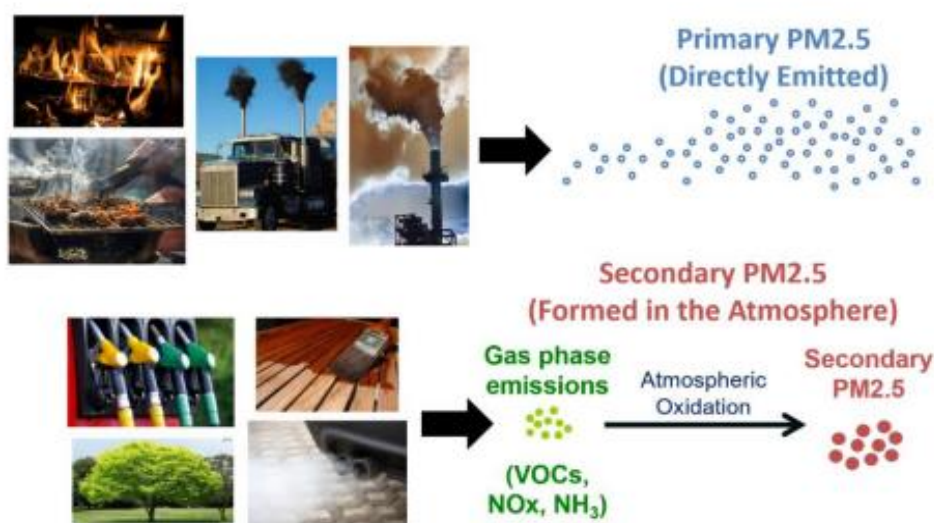 Primary PM2.5
(Directly Emitted)
Secondary PM2.5
(Formed in the Atmosphere)
Gas phase
emissions
(VOCs,
NOx, NH₃)
Atmospheric
Oxidation
Secondary
PM2.5